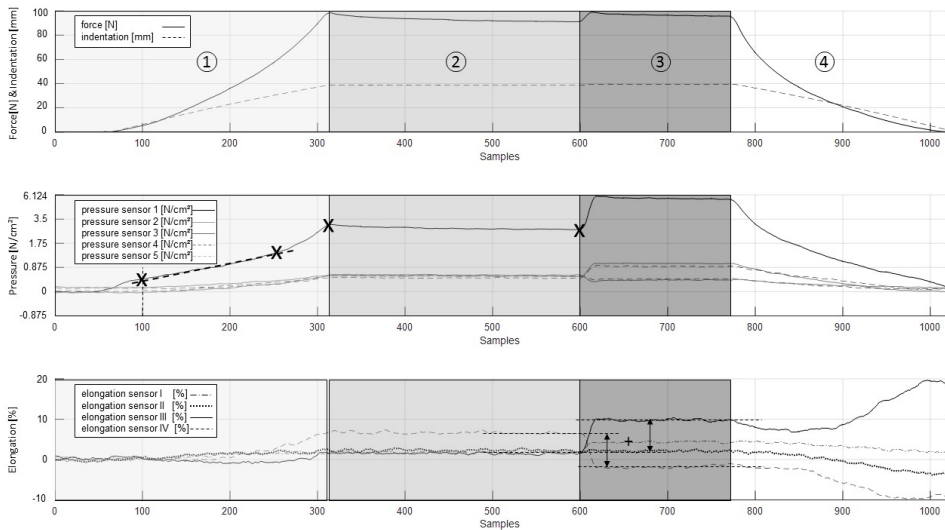 100
80
60
40
20
0
Force[N] & Indentation [mm]
force [N]
indentation [mm]
①
②
③
④
0 100 200 300 400 500 600 700 800 900 1000
Samples
6.124
3.5
1.75
0.875
0
-0.875
Pressure [N/cm²]
pressure sensor 1 [N/cm²]
pressure sensor 2 [N/cm²]
pressure sensor 3 [N/cm²]
pressure sensor 4 [N/cm²]
pressure sensor 5 [N/cm²]
X X X X
0 100 200 300 400 500 600 700 800 900 1000
Samples
20
10
0
-10
Elongation [%]
elongation sensor I [%]
elongation sensor II [%]
elongation sensor III [%]
elongation sensor IV [%]
+
0 100 200 300 400 500 600 700 800 900 1000
Samples